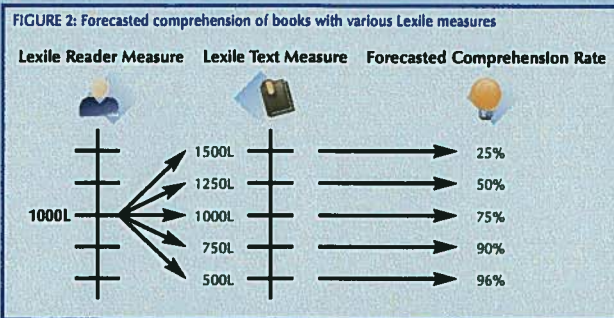 FIGURE 2: Forecasted comprehension of books with various Lexile measures
Lexile Reader Measure Lexile Text Measure Forecasted Comprehension Rate
1500L 25%
1250L 50%
1000L 1000L 75%
750L 90%
500L 96%